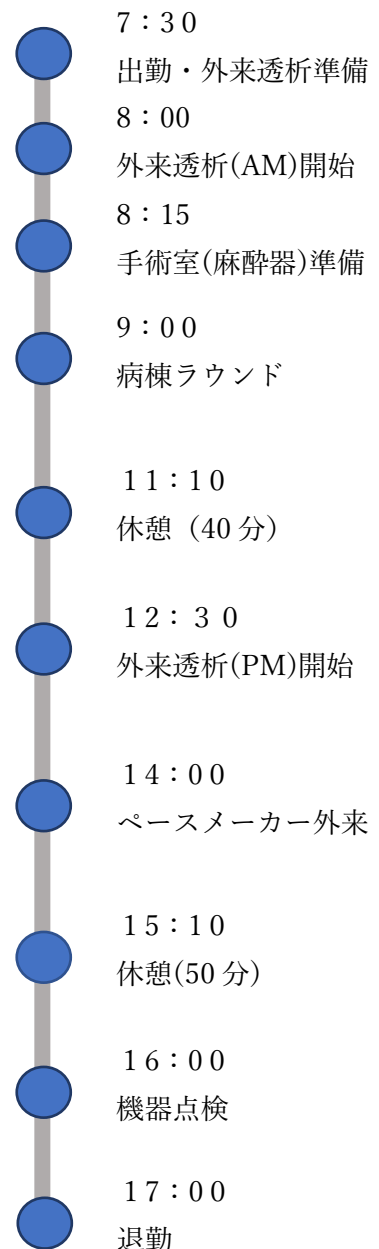 7：30
出勤・外来透析準備
8：00
外来透析(AM)開始
8：15
手術室(麻酔器)準備
9：00
病棟ラウンド
11：10
休憩（40分）
12：30
外来透析(PM)開始
14：00
ペースメーカー外来
15：10
休憩(50分)
16：00
機器点検
17：00
退勤